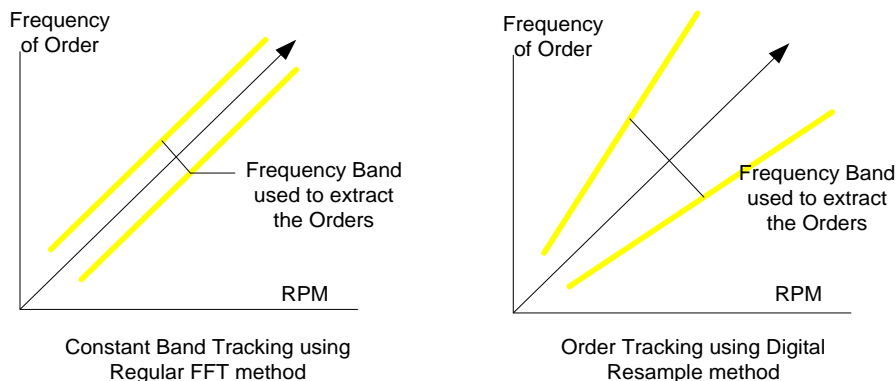 Frequency
of Order
Frequency Band
used to extract
the Orders
RPM
Constant Band Tracking using
Regular FFT method
Frequency
of Order
Frequency Band
used to extract
the Orders
RPM
Order Tracking using Digital
Resample method